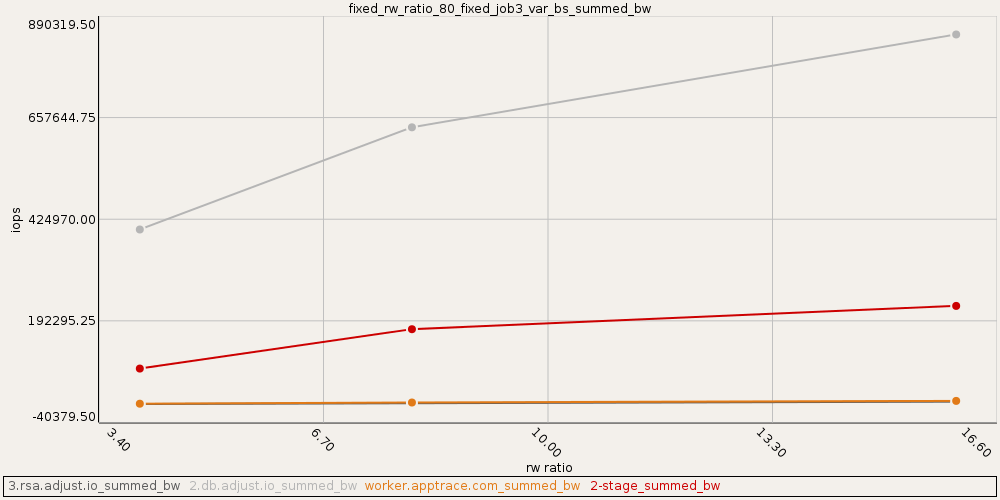 fixed_rw_ratio_80_fixed_job3_var_bs_summed_bw
890319.50
657644.75
424970.00
192295.25
-40379.50
iops
3.40
6.70
10.00
13.30
16.60
rw ratio
3.rsa.adjust.io_summed_bw 2.db.adjust.io_summed_bw worker.apptrace.com_summed_bw 2-stage_summed_bw